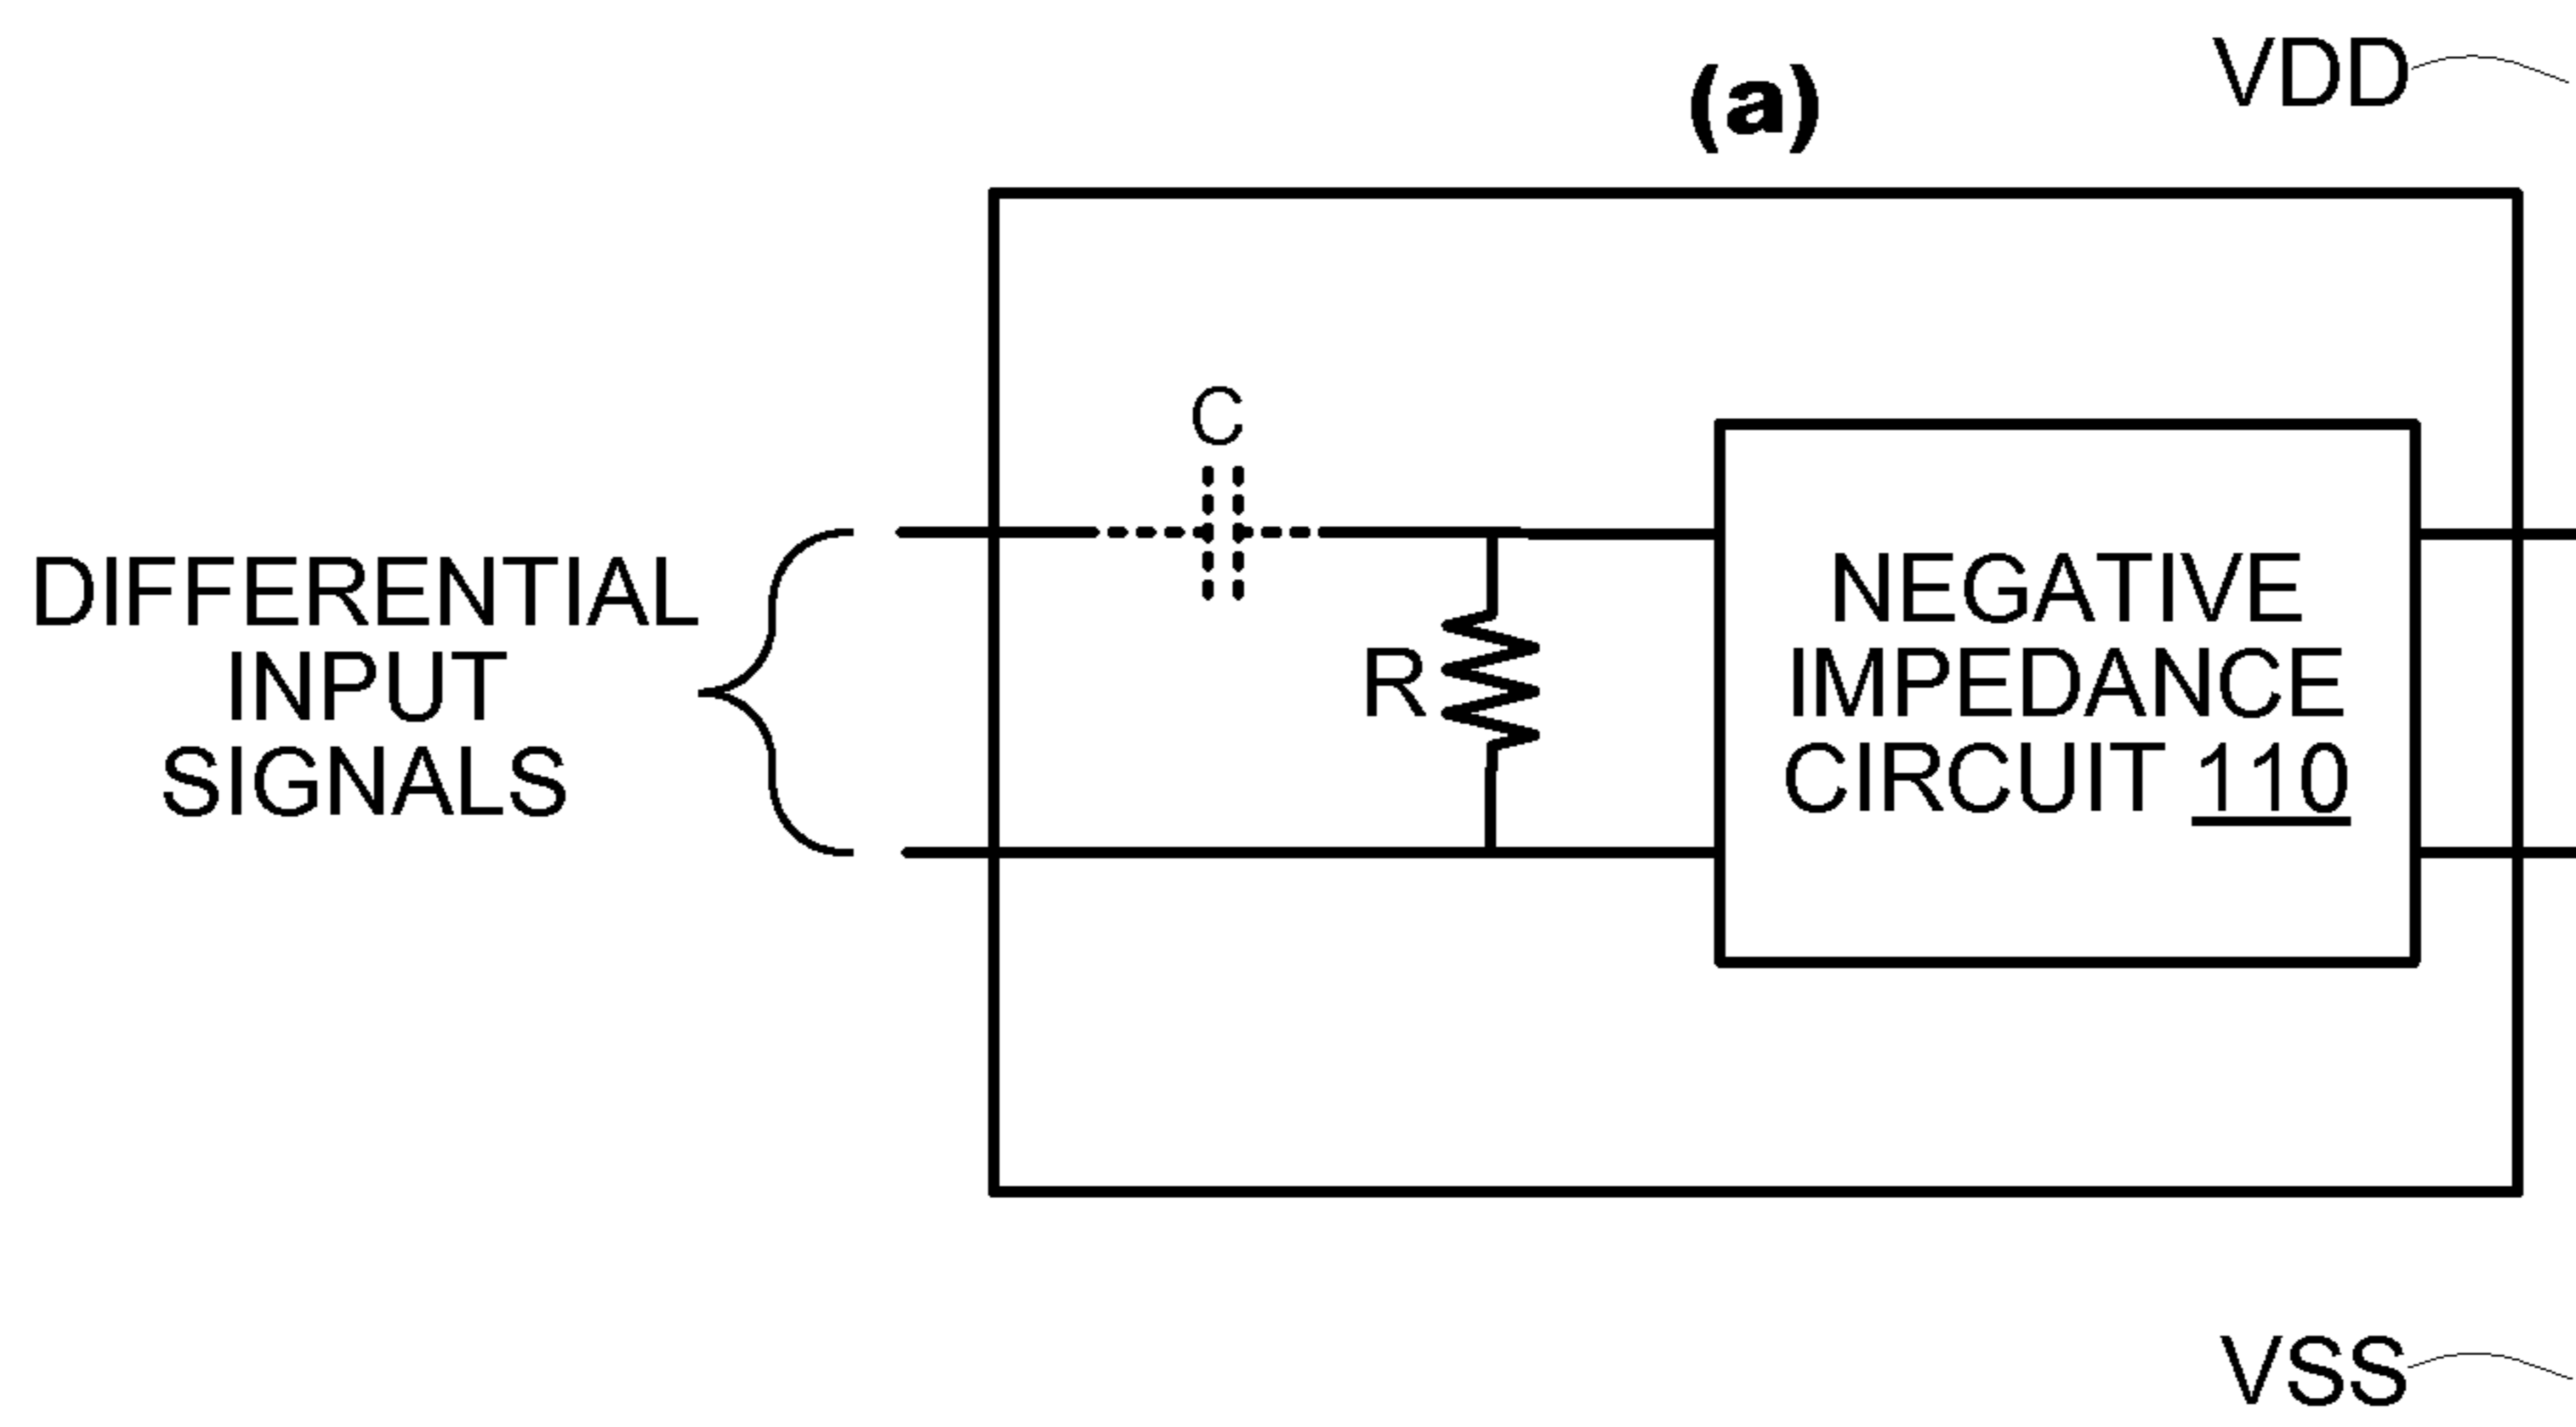 VDD
(a)
C
DIFFERENTIAL
INPUT
SIGNALS
R
NEGATIVE
IMPEDANCE
CIRCUIT 110
VSS